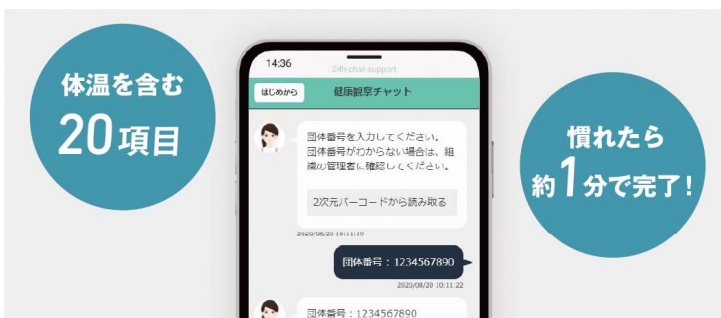 体温を含む
20項目
14:36
24h-chat-support
はじめから
健康観察チャット
団体番号を入力してください。
団体番号がわからない場合は、組
織の管理者に確認してください。
2次元バーコードから読み取る
2020/08/20 10:11:19
団体番号：1234567890
2020/08/20 10:11:22
団体番号：1234567890
慣れたら
約1分で完了!